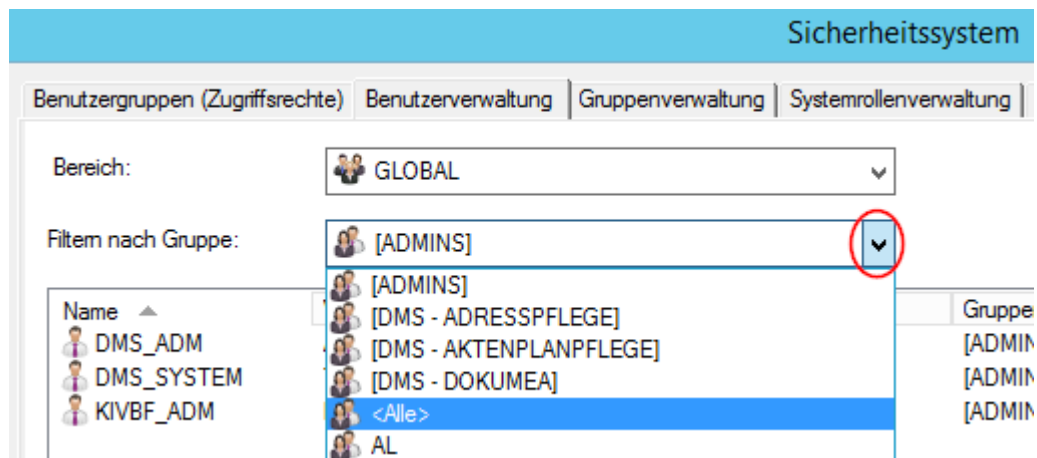 Sicherheitssystem
Benutzergruppen (Zugriffsrechte) Benutzerverwaltung Gruppenverwaltung Systemrollenverwaltung
Bereich: GLOBAL
Filtern nach Gruppe: [ADMINS]
[ADMINS]
Name Gruppe
[DMS - ADRESSPFLEGE]
DMS_ADM [DMS - AKTENPLANPFLEGE] [ADMIN
DMS_SYSTEM [DMS - DOKUMEA] [ADMIN
KIVBF_ADM <Alle> [ADMIN
AL